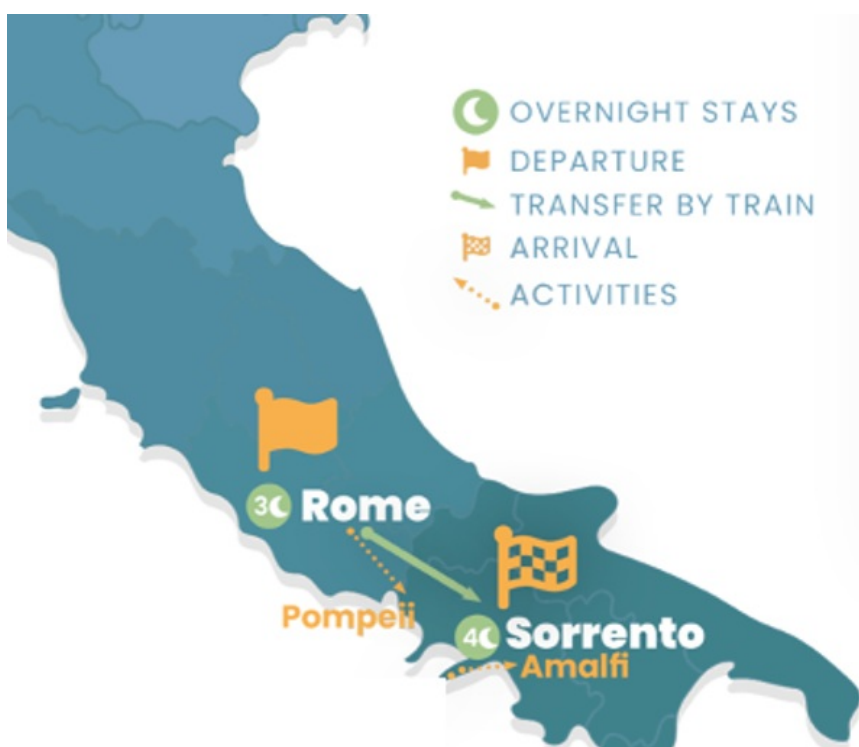 OVERNIGHT STAYS
DEPARTURE
TRANSFER BY TRAIN
ARRIVAL
ACTIVITIES
3 Rome
Pompeii
4 Sorrento
Amalfi